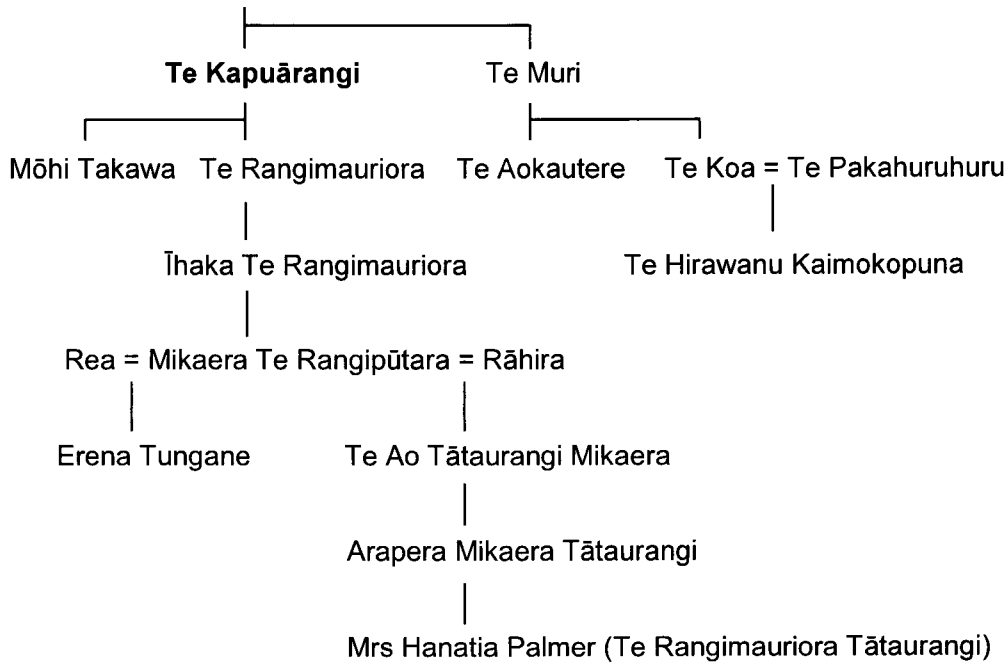 Te Kapuārangi Te Muri
Mōhi Takawa Te Rangimauriora Te Aokautere Te Koa = Te Pakahuruhuru
Īhaka Te Rangimauriora Te Hirawanu Kaimokopuna
Rea = Mikaera Te Rangipūtara = Rāhira
Erena Tungane Te Ao Tātaurangi Mikaera
Arapera Mikaera Tātaurangi
Mrs Hanatia Palmer (Te Rangimauriora Tātaurangi)